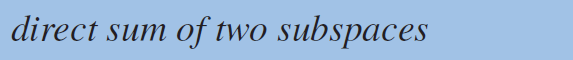 direct sum of two subspaces